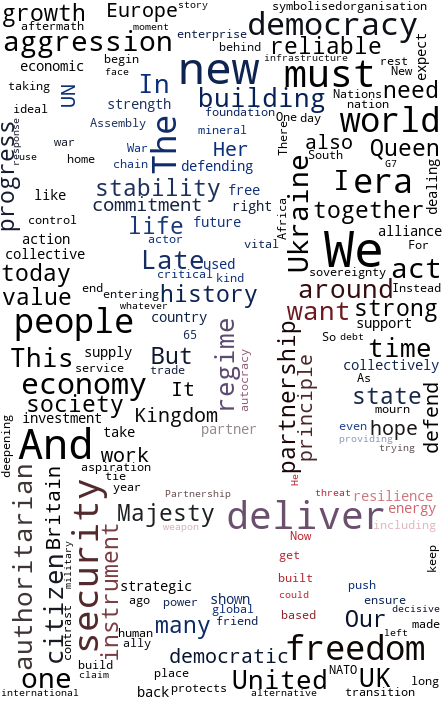 growth Europe story symbolisedorganisation
aftermath moment enterprise democracy
aggression behind reliable expect
economic begin face new infrastructure must rest New
taking UN In building Nations nation need
ideal strength foundation One day world
progress response Assembly The mineral There also Queen
use war home War chain Her defending South G7
like stability free I era dealing
control commitment right Africa Ukraine together
action life future We alliance
collective actor vital For
today Late used sovereignty act
end entering critical kind Instead
value whatever history around strong
people country want support
This supply 65 regime partnership So debt time
service But trade autocracy principle collectively
economy It As state
society Kingdom mourn defend
investment partner even hope
And take work providing trying
deepening aspiration He
tie year Partnership threat resilience
authoritarian Britain security Majesty deliver energy
citizen instrument weapon including
Now
get keep
military built push
contrast strategic could
ago power shown global based ensure decisive
human many friend Our made
ally left
build democratic freedom
claim place NATO
one back protects United UK long
international alternative transition